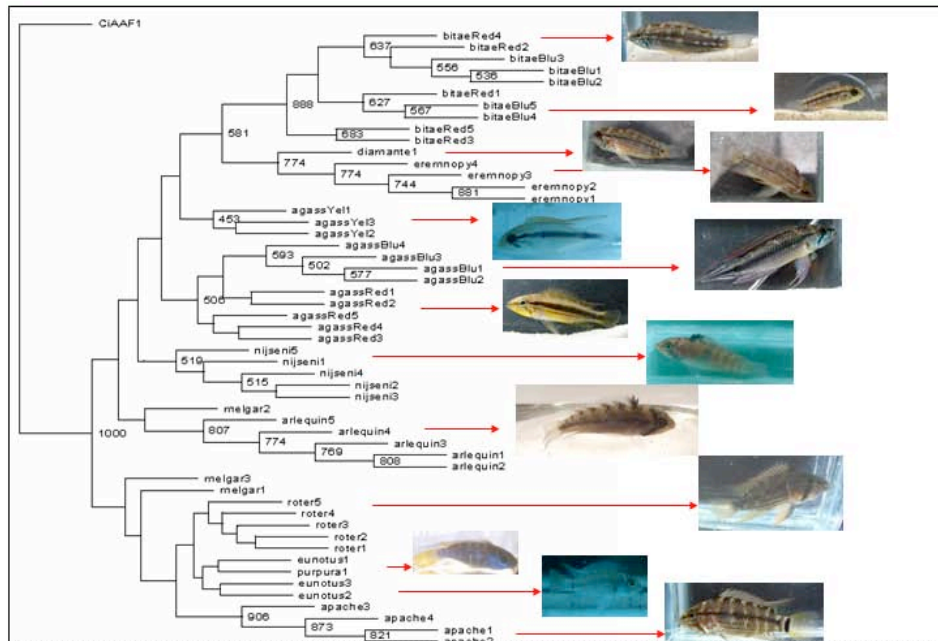 CiAAF1
bitaeRed4
637
bitaeRed2
bitaeBlu3
556
bitaeBlu1
536
bitaeBlu2
888
bitaeRed1
627
bitaeBlu5
567
bitaeBlu4
581
bitaeRed5
683
bitaeRed3
diamante1
774
eremnopy4
774
eremnopy3
744
eremnopy2
881
eremnopy1
agassYel1
453
agassYel3
agassYel2
agassBlu4
593
agassBlu3
502
agassBlu1
577
agassBlu2
agassRed1
506
agassRed2
agassRed5
agassRed4
agassRed3
nijseni5
519
nijseni1
nijseni4
515
nijseni2
nijseni3
melgar2
arlequin5
1000
807
arlequin4
774
arlequin3
769
arlequin1
808
arlequin2
melgar3
melgar1
roter5
roter4
roter3
roter2
roter1
eunotus1
purpura1
eunotus3
eunotus2
apache3
906
apache4
873
apache1
821